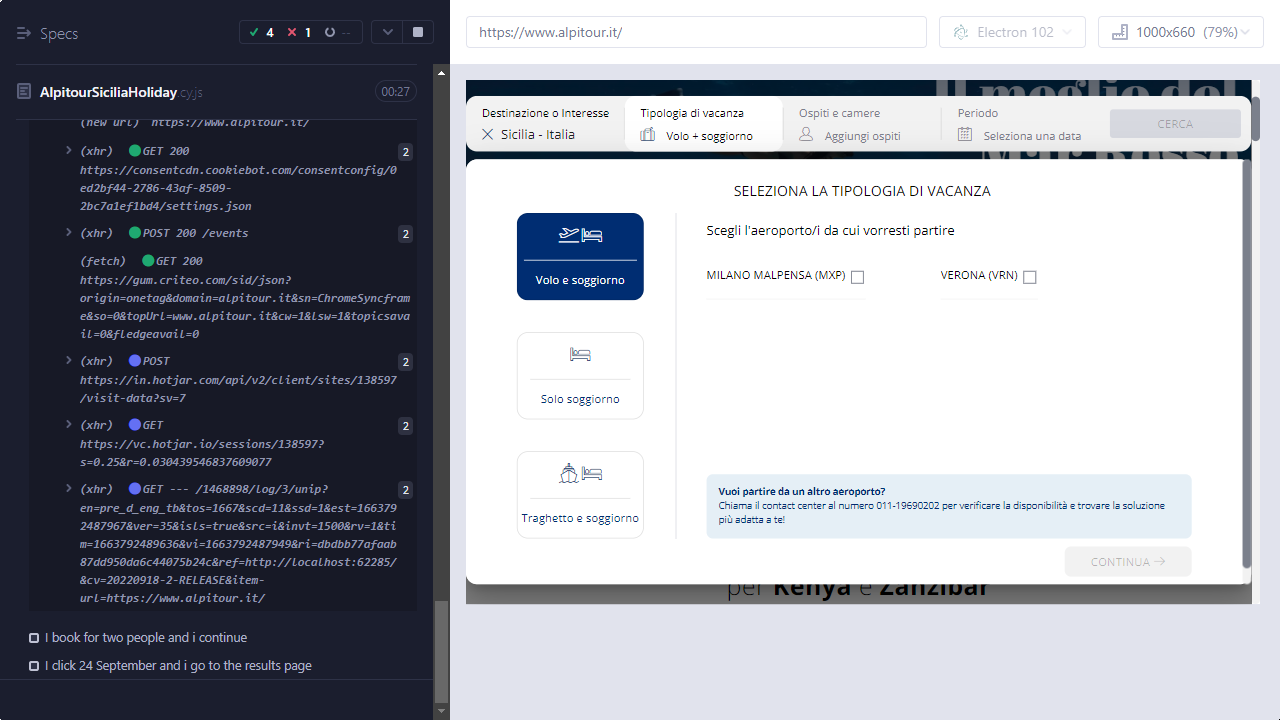 Specs
4
1
--
AlpitourSiciliaHoliday.cy.js
00:27
(new url) https://www.alpitour.it/
(xhr) GET 200
2
https://consentcdn.cookiebot.com/consentconfig/0
ed2bf44-2786-43af-8509-
2bc7a1ef1bd4/settings.json
(xhr) POST 200 /events
2
(fetch) GET 200
https://gum.criteo.com/sid/json?
origin=onetag&domain=alpitour.it&sn=ChromeSyncfram
e&so=0&topUrl=www.alpitour.it&cw=1&lsw=1&topicsava
il=0&fledgeavail=0
(xhr) POST
2
https://in.hotjar.com/api/v2/client/sites/138597
/visit-data?sv=7
(xhr) GET
2
https://vc.hotjar.io/sessions/138597?
s=0.25&r=0.030439546837609077
(xhr) GET --- /1468898/log/3/unip?
2
en=pre_d_eng_tb&tos=1667&scd=11&ssd=1&est=166379
2487967&ver=35&isls=true&src=i&invt=1500&rv=1&ti
m=1663792489636&vi=1663792487949&ri=dbdbb77afaab
87dd950da6c44075b24c&ref=http://localhost:62285/
&cv=20220918-2-RELEASE&item-
url=https://www.alpitour.it/
I book for two people and i continue
I click 24 September and i go to the results page
https://www.alpitour.it/
Electron 102
1000x660 (79%)
Il meglio del
Mar Rosso
Destinazione o Interesse
Sicilia - Italia
Tipologia di vacanza
Volo + soggiorno
Ospiti e camere
Aggiungi ospiti
Periodo
Seleziona una data
CERCA
SELEZIONA LA TIPOLOGIA DI VACANZA
Volo e soggiorno
Solo soggiorno
Traghetto e soggiorno
Scegli l'aeroporto/i da cui vorresti partire
MILANO MALPENSA (MXP)
VERONA (VRN)
Vuoi partire da un altro aeroporto?
Chiama il contact center al numero 011-19690202 per verificare la disponibilità e trovare la soluzione
più adatta a te!
CONTINUA
per Kenya e Zanzibar